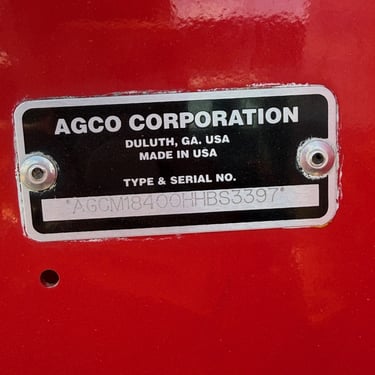 AGCO CORPORATION
DULUTH, GA. USA
MADE IN USA
TYPE & SERIAL NO.
*AGCM18400HHBS3397*